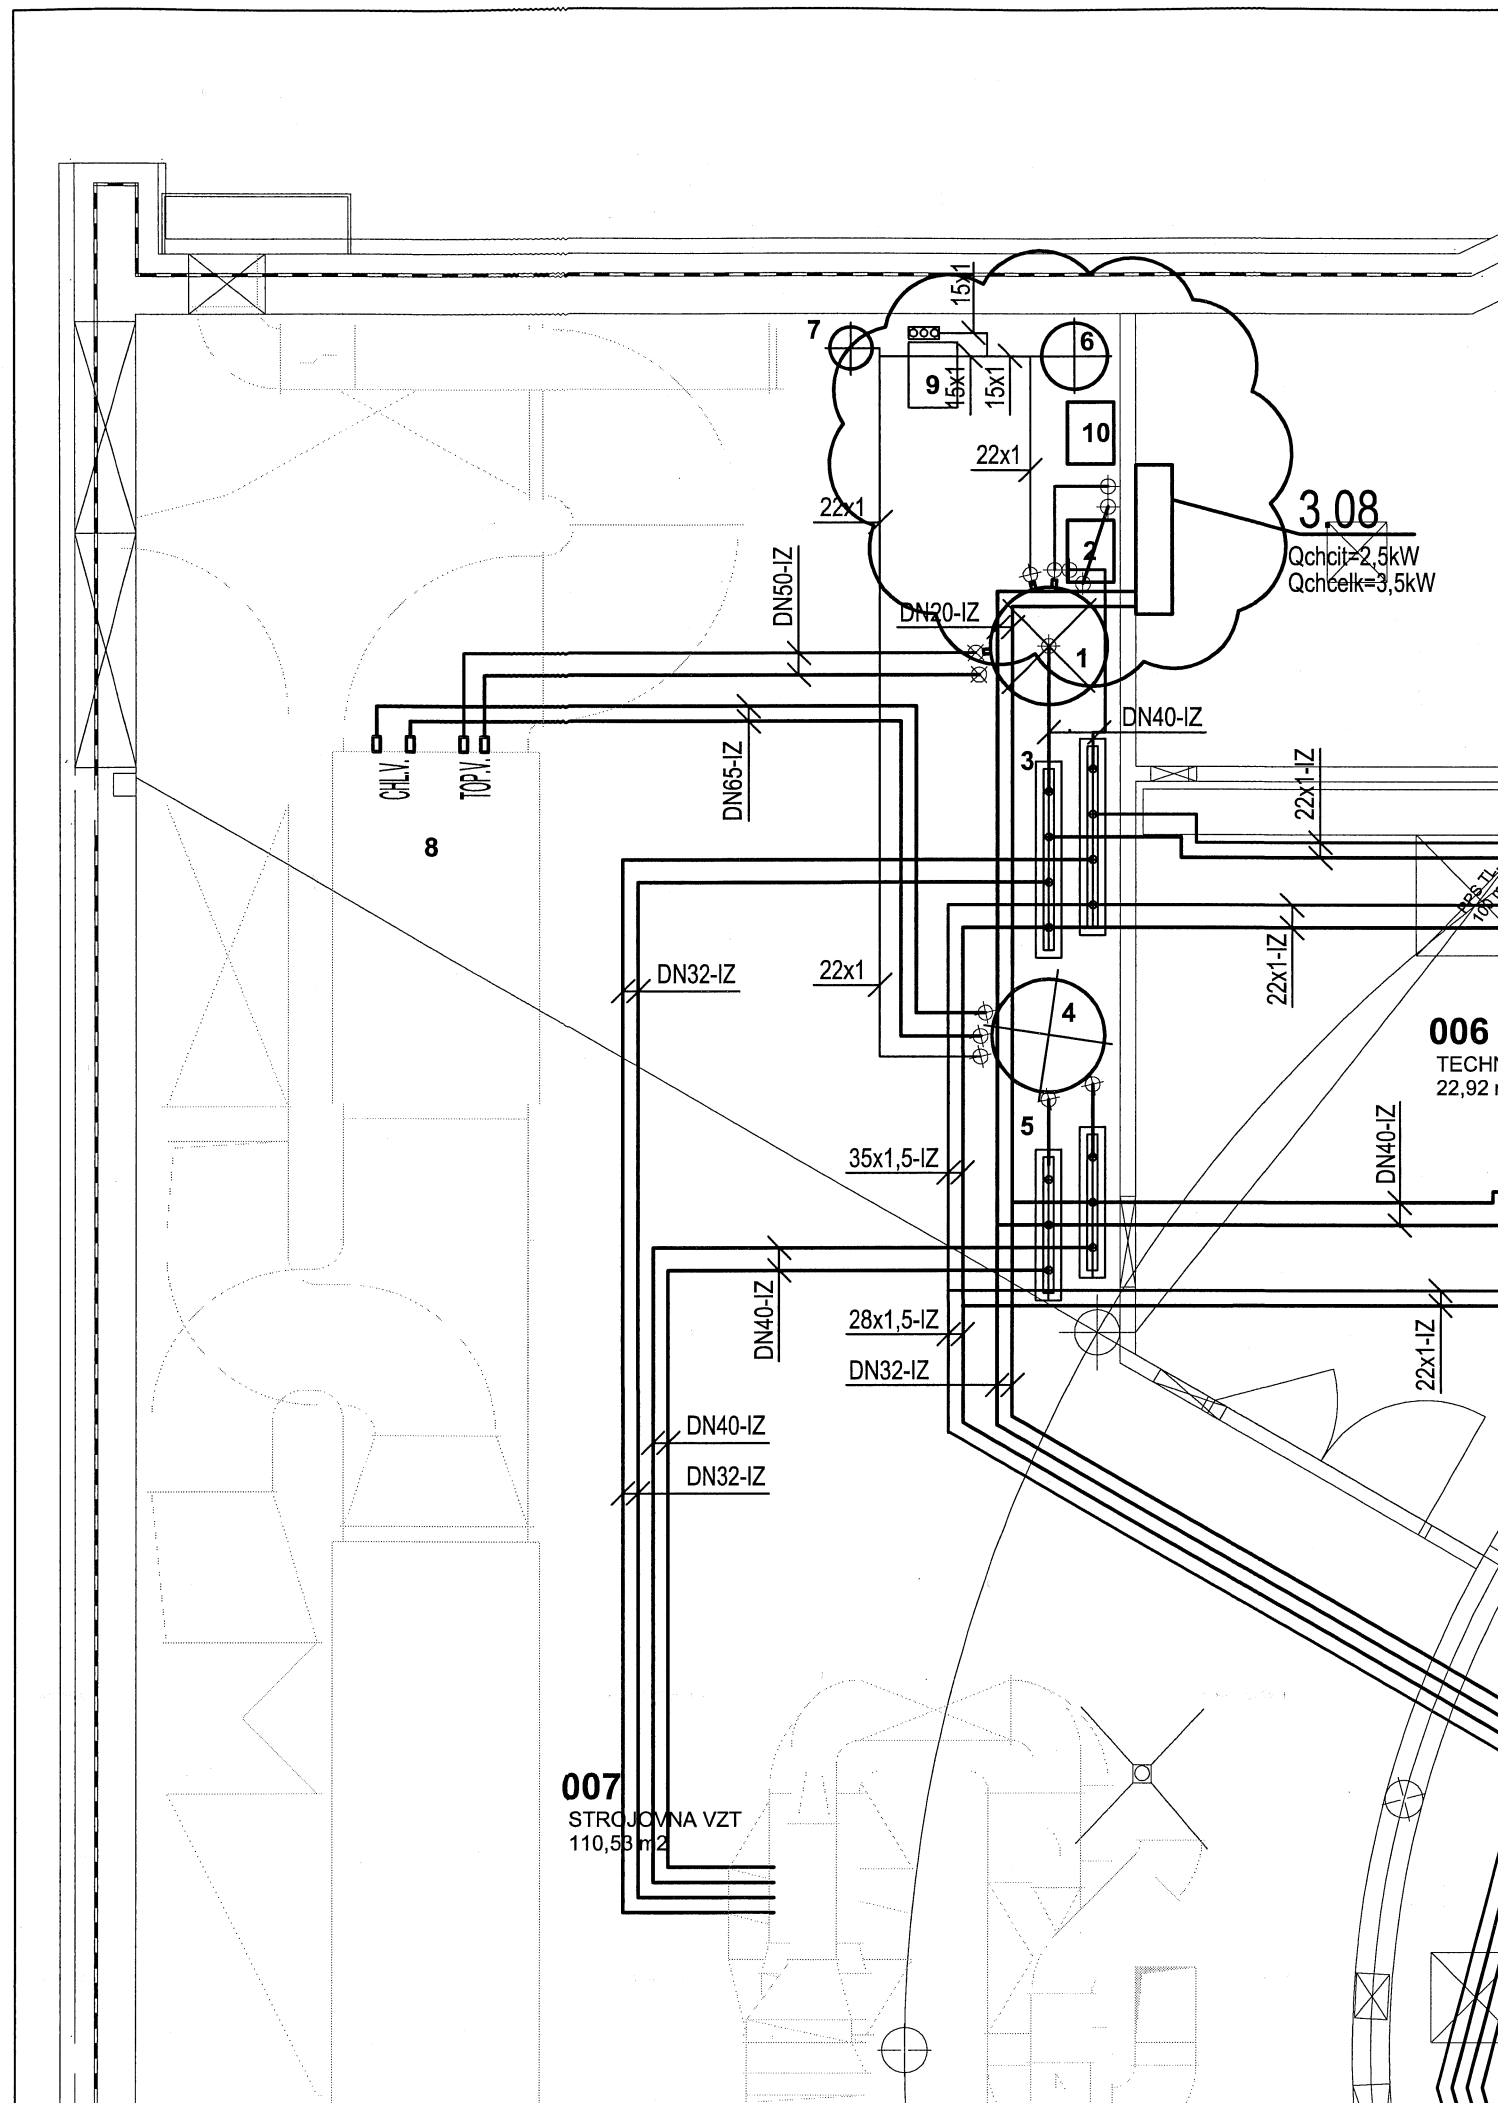 15x1
7
6
9
15x1
15x1
10
22x1
3.08
22x1
2
Qchcit=2,5kW
Qchcelk=3,5kW
DN50-IZ
DN20-IZ
1
DN40-IZ
3
CHL.V.
TOP.V.
DN65-IZ
22x1-IZ
8
22x1-IZ
DN32-IZ
22x1
4
006
TECHN
22,92
5
35x1,5-IZ
DN40-IZ
DN40-IZ
28x1,5-IZ
22x1-IZ
DN32-IZ
DN40-IZ
DN32-IZ
007
STROJOVNA VZT
110,53 m2